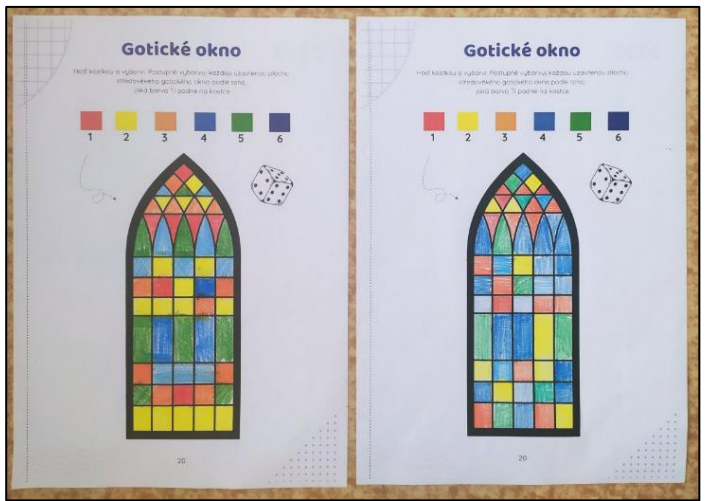 Gotické okno
Hoď kostkou a vybarvi. Postupně vybarvuj každou uzavřenou plochu
středověkého gotického okna podle toho,
jaká barva Ti padne na kostce.
1 2 3 4 5 6
20
Gotické okno
Hoď kostkou a vybarvi. Postupně vybarvuj každou uzavřenou plochu
středověkého gotického okna podle toho,
jaká barva Ti padne na kostce.
1 2 3 4 5 6
20